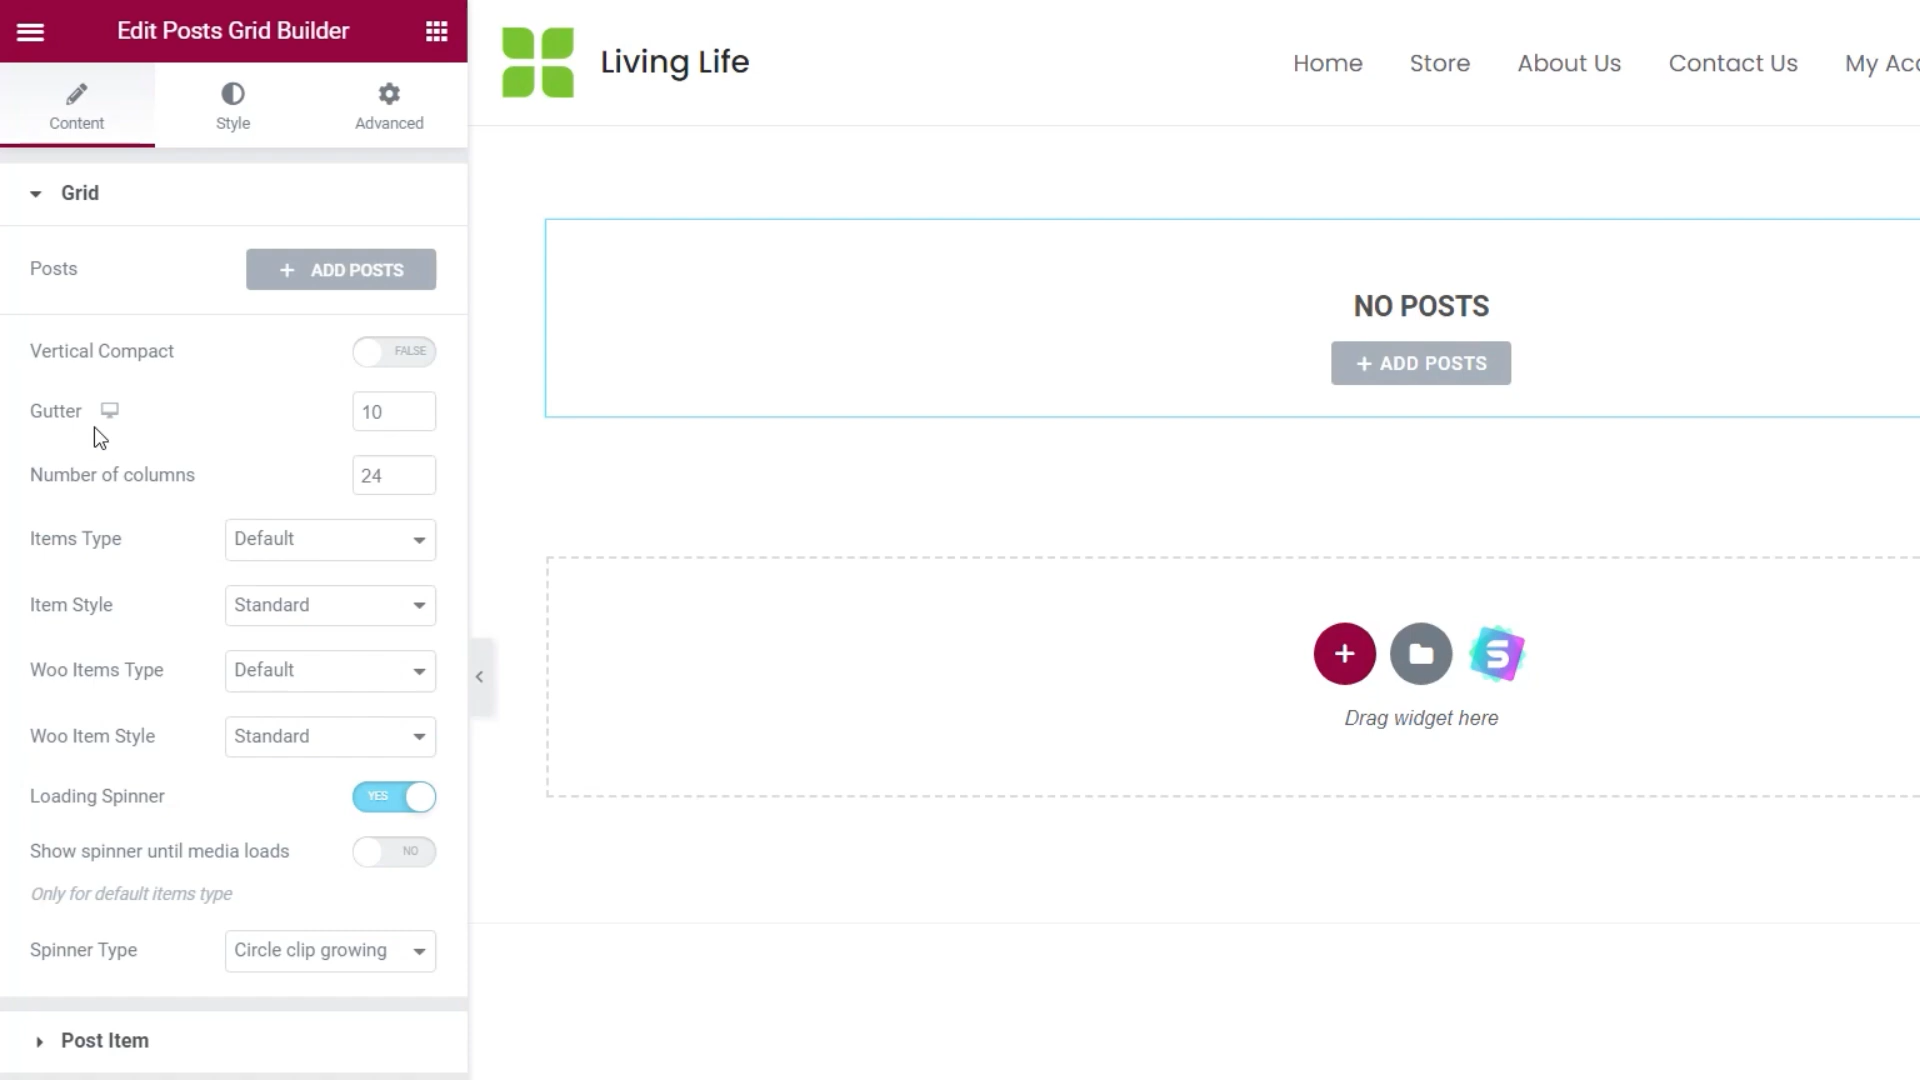 Edit Posts Grid Builder
Content
Style
Advanced
Grid
Posts
+ ADD POSTS
Vertical Compact
FALSE
Gutter
10
Number of columns
24
Items Type
Default
Item Style
Standard
Woo Items Type
Default
Woo Item Style
Standard
Loading Spinner
YES
Show spinner until media loads
NO
Only for default items type
Spinner Type
Circle clip growing
Post Item
Living Life
Home
Store
About Us
Contact Us
My Acc
NO POSTS
+ ADD POSTS
S
Drag widget here